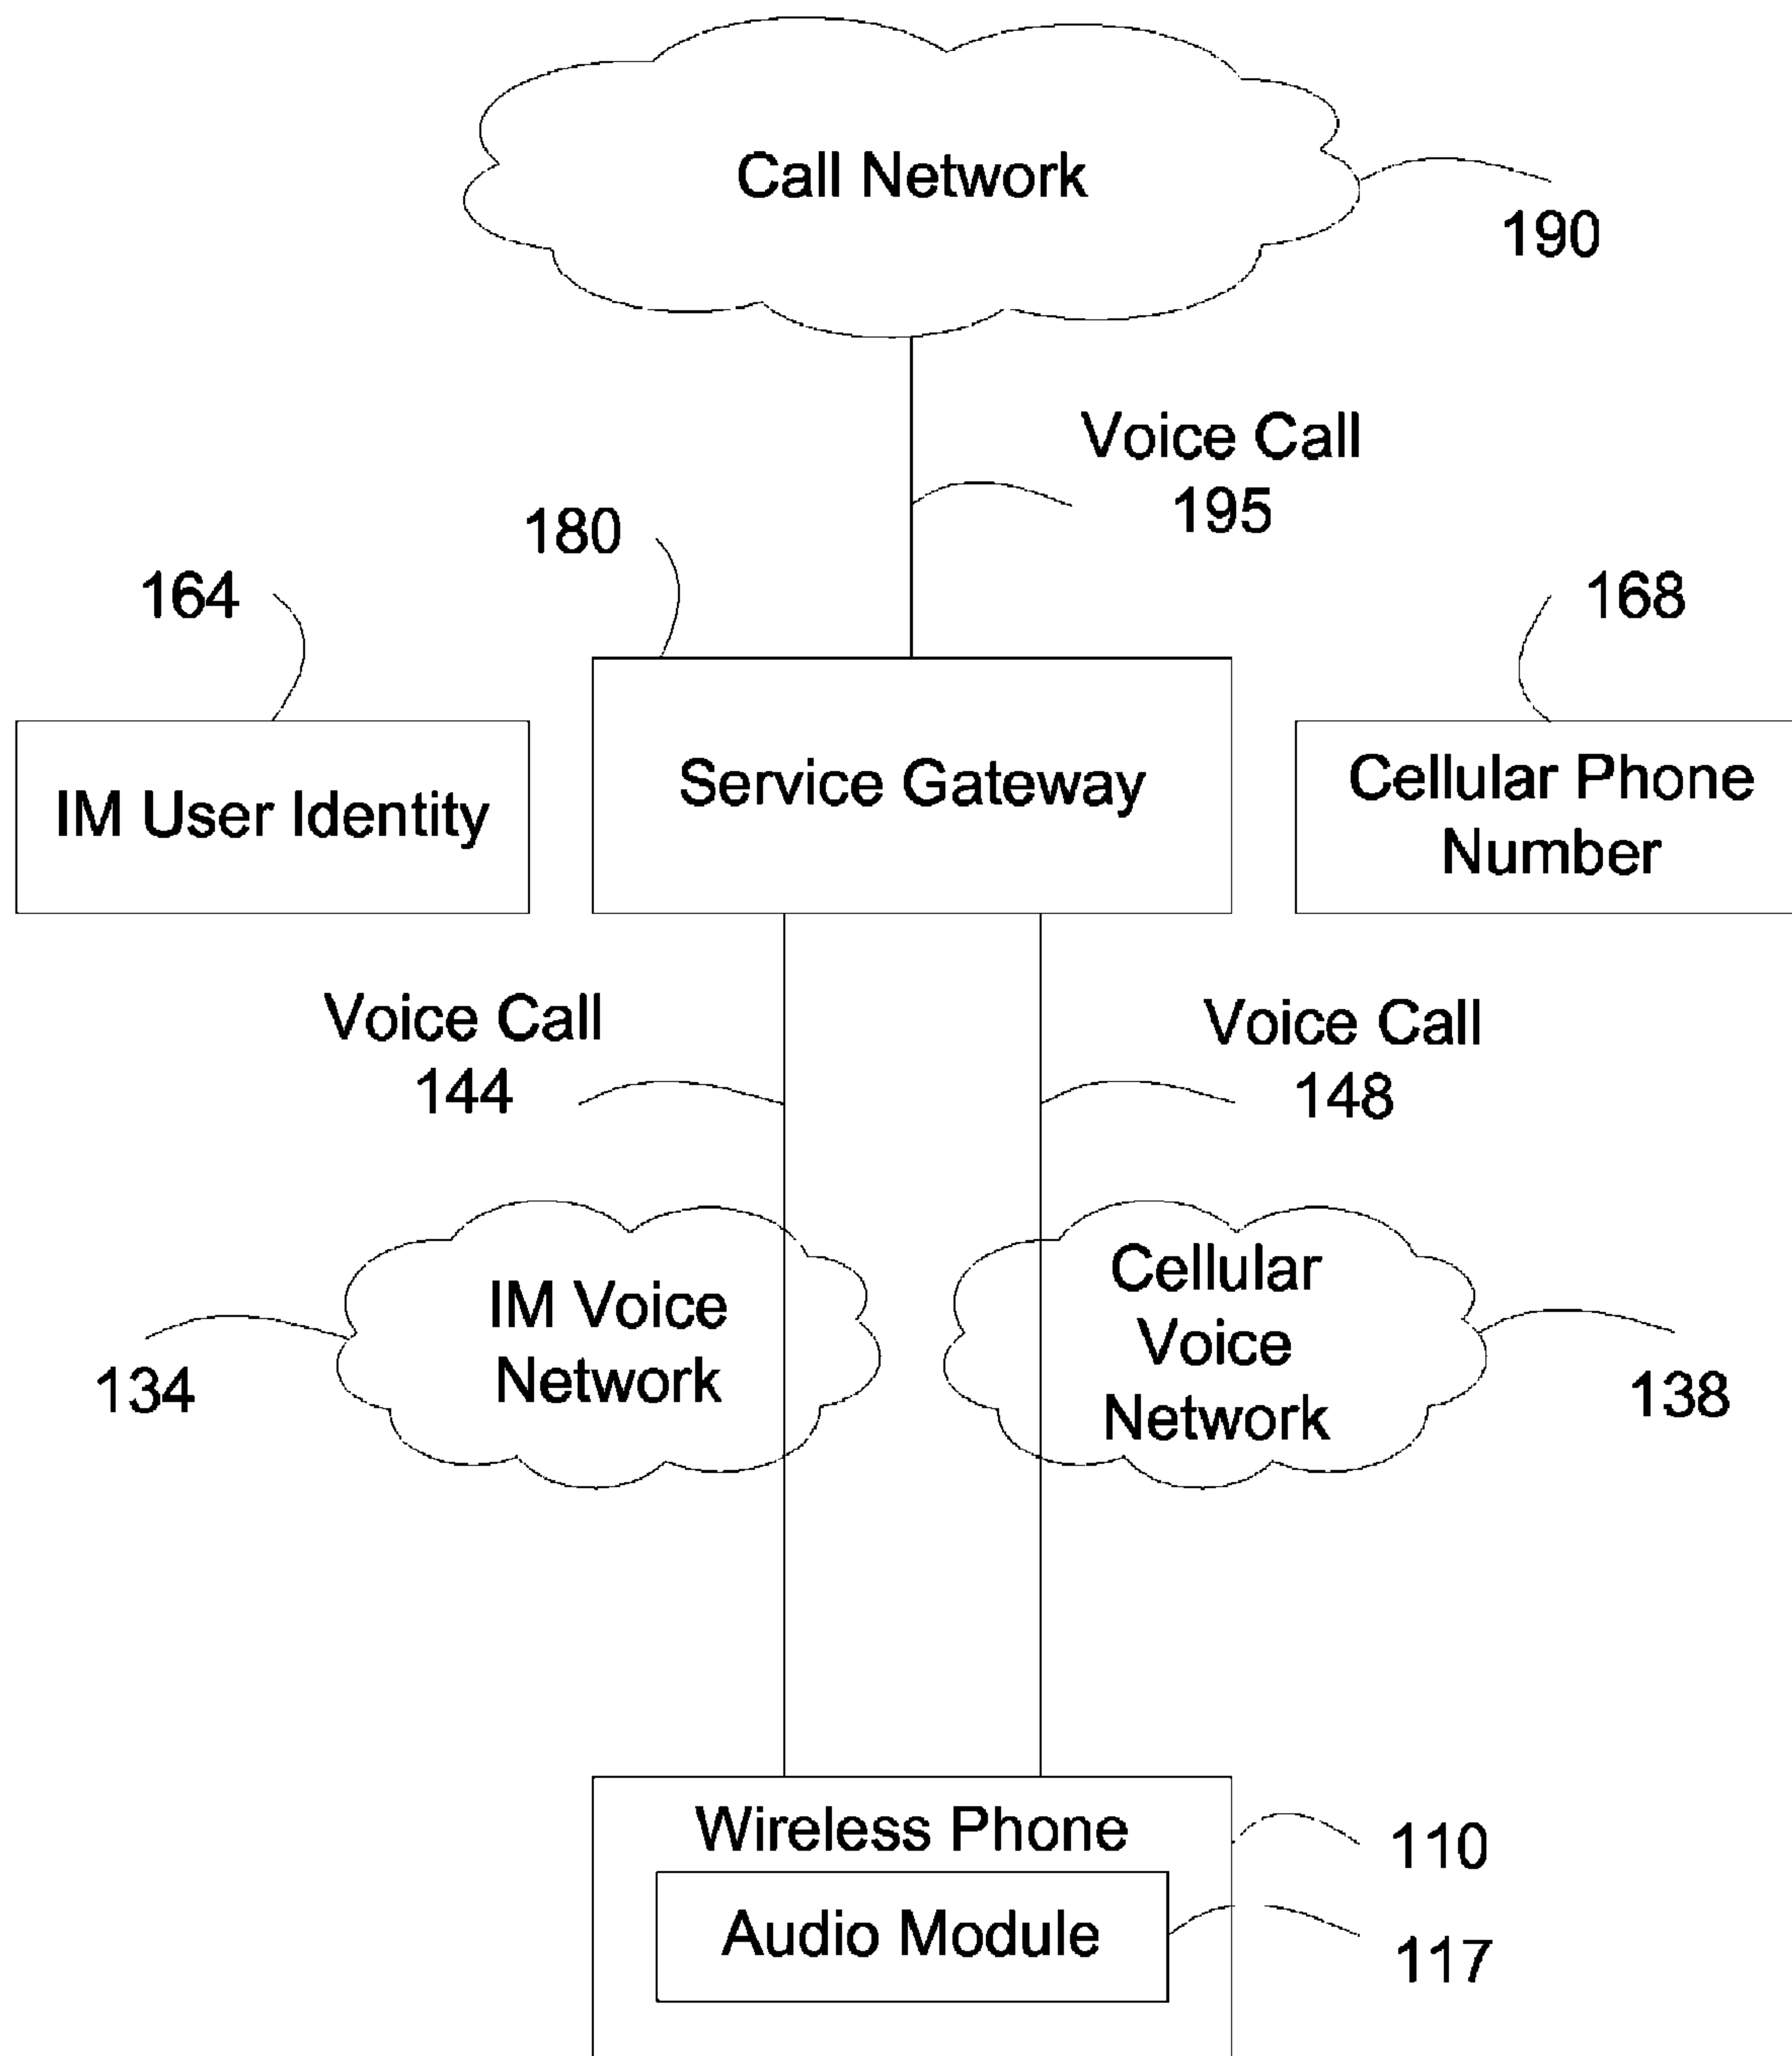 Call Network
190
Voice Call
195
180
164
168
IM User Identity
Service Gateway
Cellular Phone
Number
Voice Call
144
Voice Call
148
IM Voice
Network
134
Cellular
Voice
Network
138
Wireless Phone
110
Audio Module
117